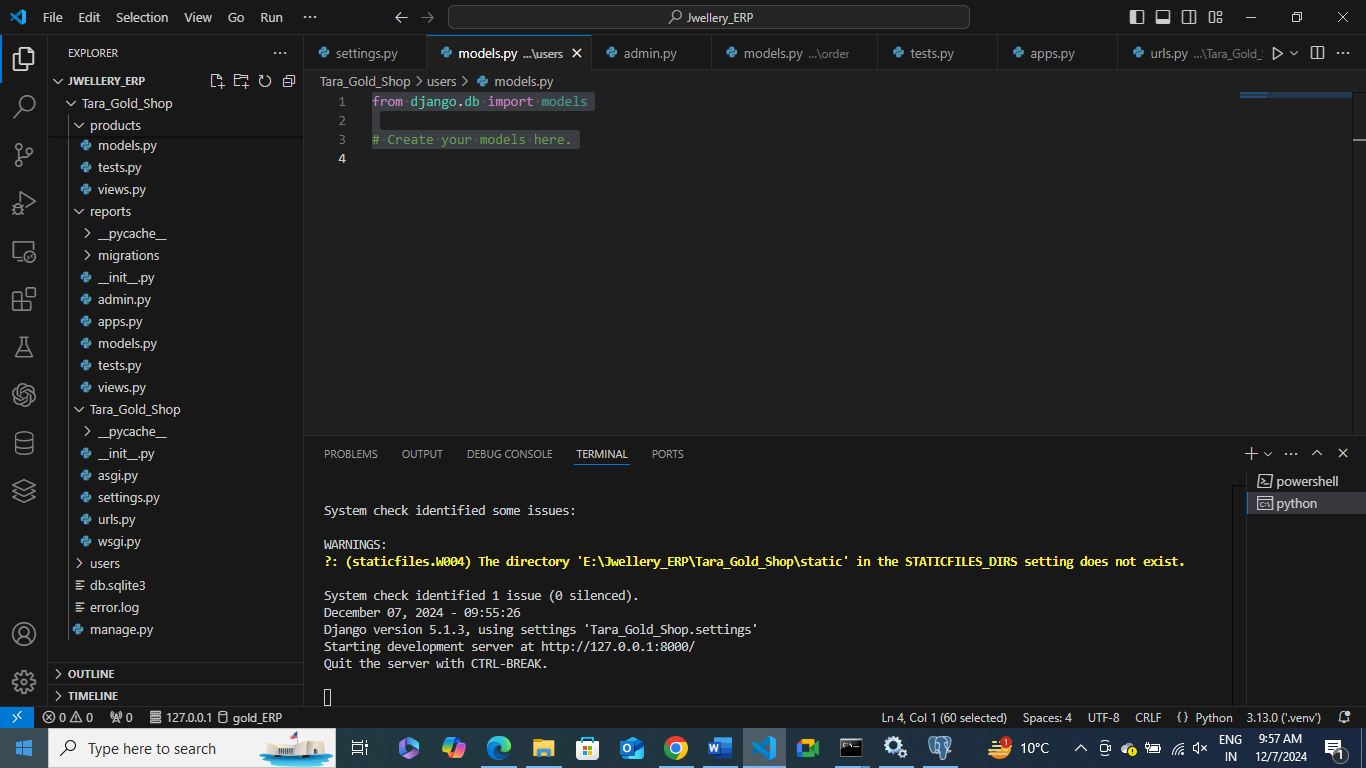 File Edit Selection View Go Run ··· Jwellery_ERP
EXPLORER ···
JWELLERY_ERP
Tara_Gold_Shop
products
models.py
tests.py
views.py
reports
__pycache__
migrations
__init__.py
admin.py
apps.py
models.py
tests.py
views.py
Tara_Gold_Shop
__pycache__
__init__.py
asgi.py
settings.py
urls.py
wsgi.py
users
db.sqlite3
error.log
manage.py
OUTLINE
TIMELINE
settings.py models.py ...\users admin.py models.py ...\order tests.py apps.py urls.py ...\Tara_Gold_S
Tara_Gold_Shop > users > models.py
1 from django.db import models
2
3 # Create your models here.
4
PROBLEMS OUTPUT DEBUG CONSOLE TERMINAL PORTS
powershell
python
System check identified some issues:
WARNINGS:
?: (staticfiles.W004) The directory 'E:\Jwellery_ERP\Tara_Gold_Shop\static' in the STATICFILES_DIRS setting does not exist.
System check identified 1 issue (0 silenced).
December 07, 2024 - 09:55:26
Django version 5.1.3, using settings 'Tara_Gold_Shop.settings'
Starting development server at http://127.0.0.1:8000/
Quit the server with CTRL-BREAK.
0 0 0 127.0.0.1 gold_ERP Ln 4, Col 1 (60 selected) Spaces: 4 UTF-8 CRLF {} Python 3.13.0 ('.venv')
Type here to search 1 10°C ENG IN 9:57 AM 12/7/2024 1